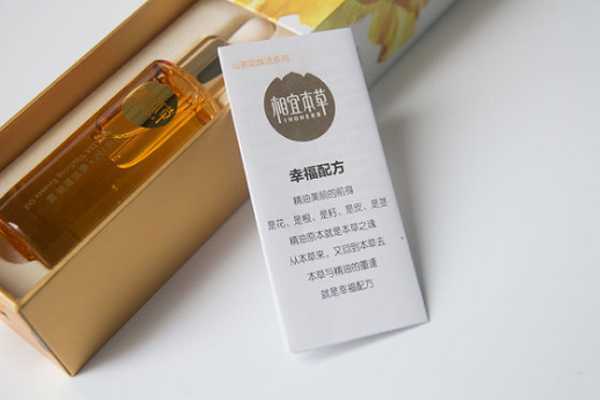 相宜本草
INOHERB
幸福配方
精油美丽的前身
是花、是根、是籽、是皮、是茎
精油原本就是本草之魂
从本草来，又回到本草去
本草与精油的重逢
就是幸福配方